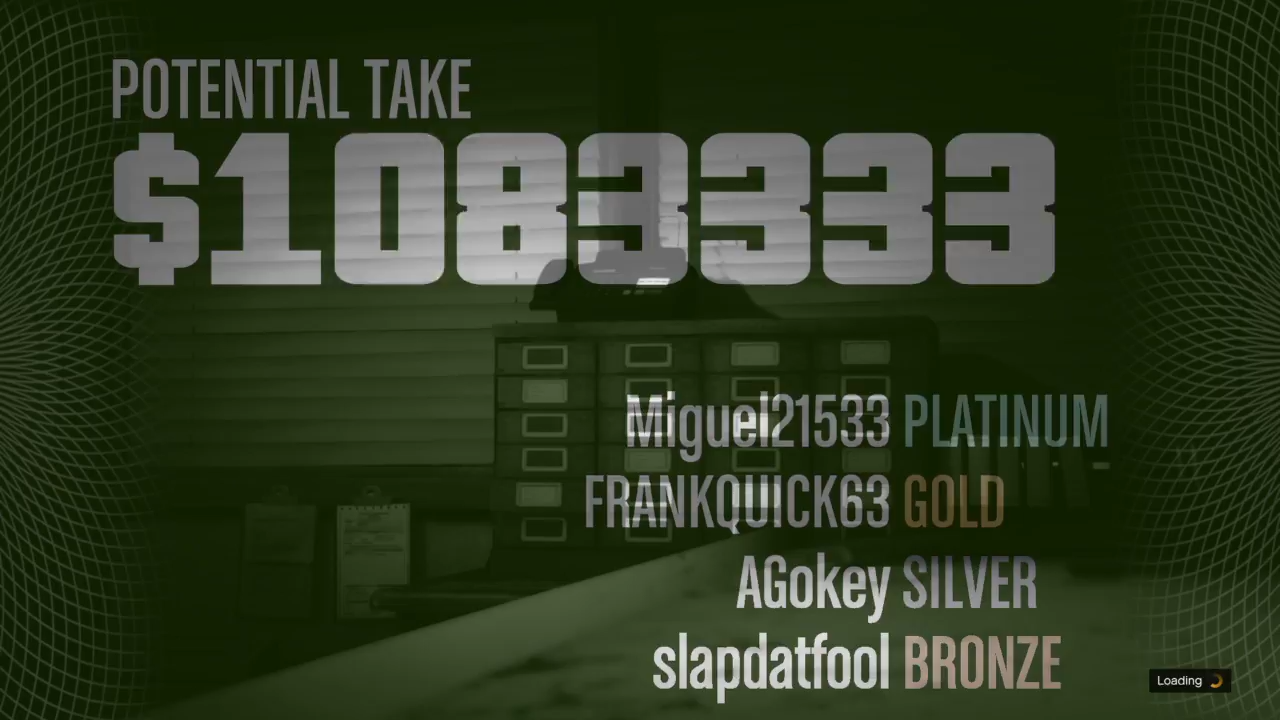 POTENTIAL TAKE
$1083333
Miguel21533 PLATINUM
FRANKQUICK63 GOLD
AGokey SILVER
slapdatfool BRONZE
Loading